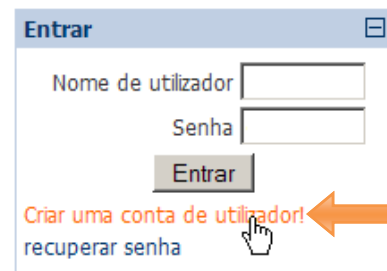 Entrar
Nome de utilizador
Senha
Entrar
Criar uma conta de utilizador!
recuperar senha